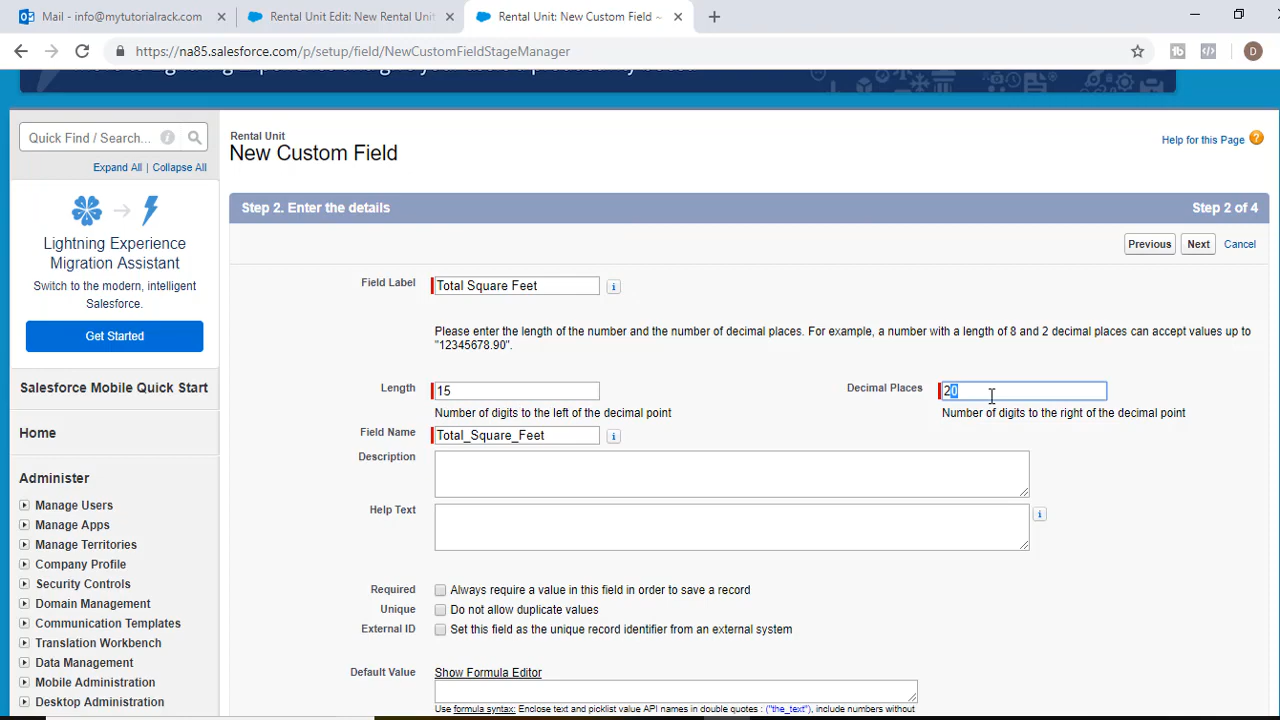 Mail - info@mytutorialrack.com
Rental Unit Edit: New Rental Unit
Rental Unit: New Custom Field ~
https://na85.salesforce.com/p/setup/field/NewCustomFieldStageManager
D
Quick Find / Search...
Expand All | Collapse All
Lightning Experience
Migration Assistant
Switch to the modern, intelligent
Salesforce.
Get Started
Salesforce Mobile Quick Start
Home
Administer
Manage Users
Manage Apps
Manage Territories
Company Profile
Security Controls
Domain Management
Communication Templates
Translation Workbench
Data Management
Mobile Administration
Desktop Administration
Rental Unit
New Custom Field
Help for this Page ?
Step 2. Enter the details
Step 2 of 4
Previous Next Cancel
Field Label Total Square Feet i
Please enter the length of the number and the number of decimal places. For example, a number with a length of 8 and 2 decimal places can accept values up to
"12345678.90".
Length 15
Decimal Places 20
Number of digits to the left of the decimal point
Number of digits to the right of the decimal point
Field Name Total_Square_Feet i
Description
Help Text i
Required Always require a value in this field in order to save a record
Unique Do not allow duplicate values
External ID Set this field as the unique record identifier from an external system
Default Value Show Formula Editor
Use formula syntax: Enclose text and picklist value API names in double quotes : ("the_text"), include numbers without